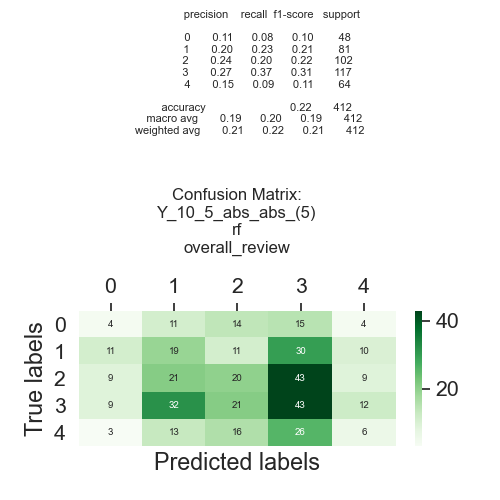 precision recall f1-score support
0 0.11 0.08 0.10 48
1 0.20 0.23 0.21 81
2 0.24 0.20 0.22 102
3 0.27 0.37 0.31 117
4 0.15 0.09 0.11 64
accuracy 0.22 412
macro avg 0.19 0.20 0.19 412
weighted avg 0.21 0.22 0.21 412
Confusion Matrix:
Y_10_5_abs_abs_(5)
rf
overall_review
0 1 2 3 4
0 4 11 14 15 4
1 11 19 11 30 10
2 9 21 20 43 9
3 9 32 21 43 12
4 3 13 16 26 6
True labels
Predicted labels
40
20